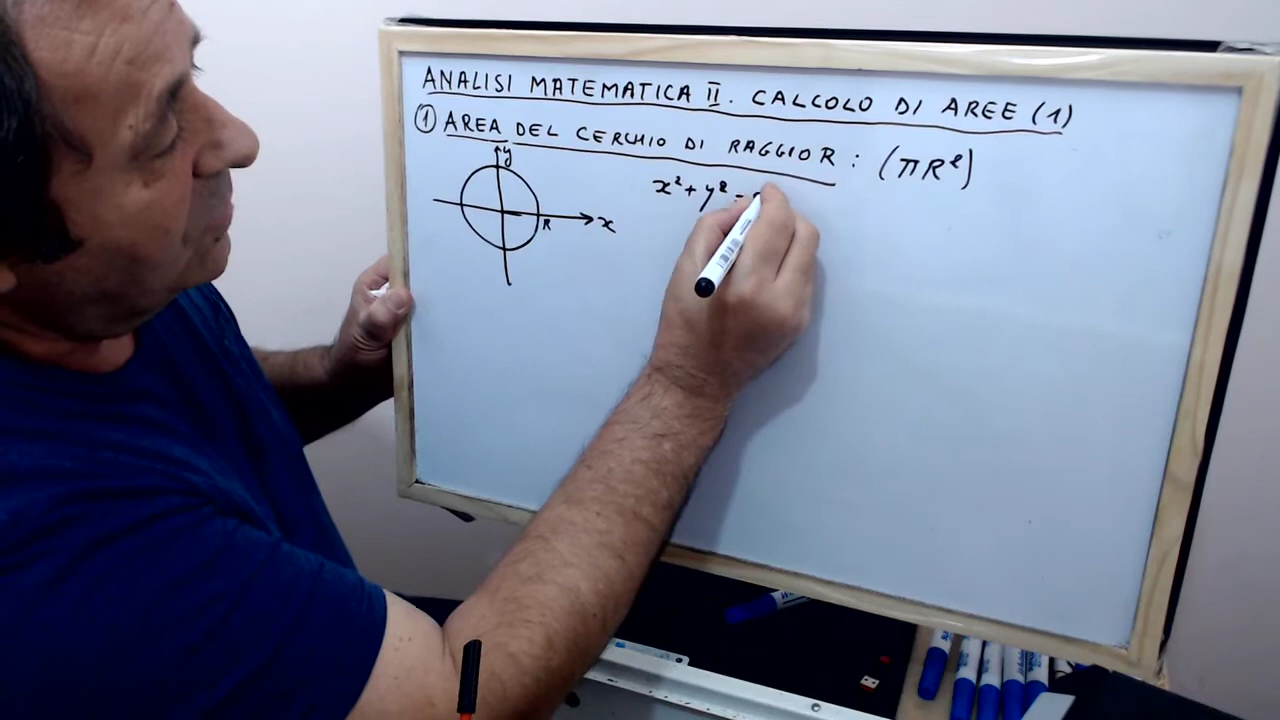 ANALISI MATEMATICA II. CALCOLO DI AREE (1)
① AREA DEL CERCHIO DI RAGGIO R: (πR²)
y
x² + y² =
R
x